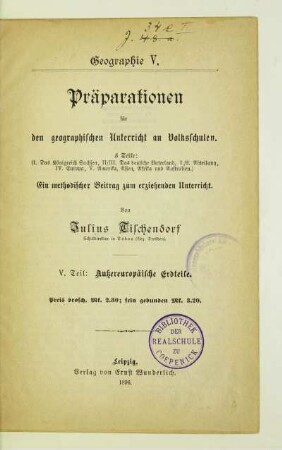 Geographie V.
Präparationen
für
den geographischen Unterricht an Volksschulen.
5 Teile:
(I. Das Königreich Sachsen, II/III. Das deutsche Vaterland, 1./2. Abteilung,
IV. Europa, V. Amerika, Asien, Afrika und Australien.)
Ein methodischer Beitrag zum erziehenden Unterricht.
Von
Julius Tischendorf
V. Teil: Außereuropäische Erdteile.
Preis brosch. Mk. 2.80; fein gebunden Mk. 3.20.
BIBLIOTHEK
DER
REALSCHULE
ZU
COEPENICK
Leipzig.
Verlag von Ernst Wunderlich.